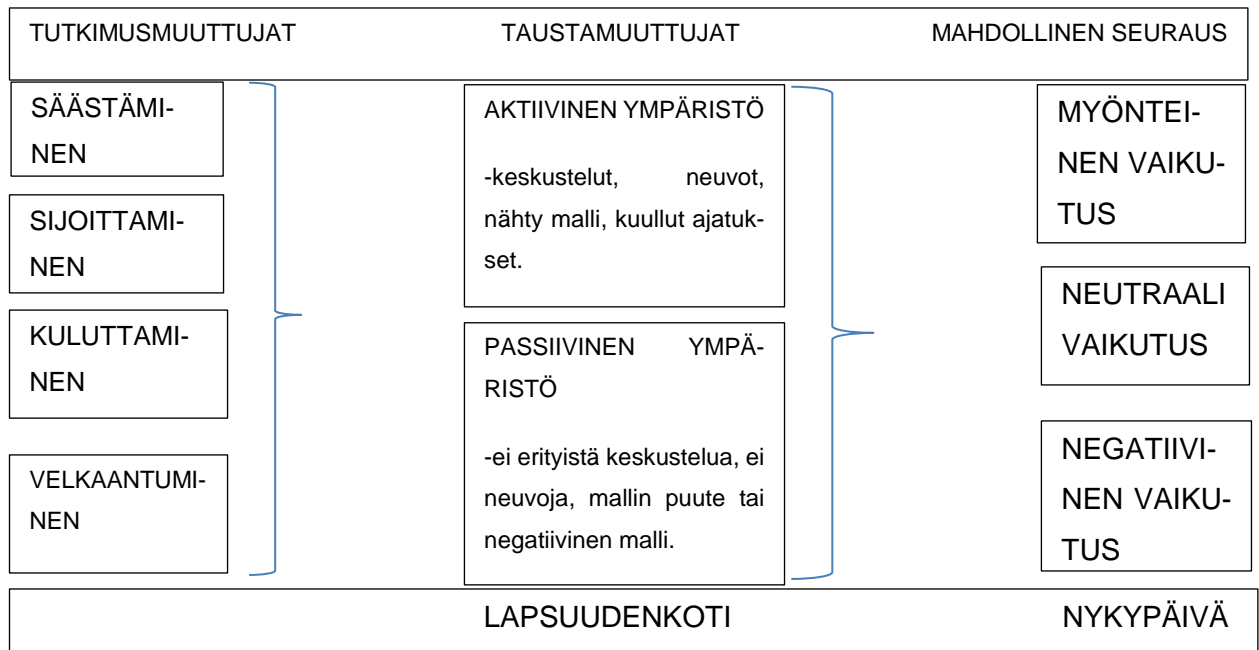 TUTKIMUSMUUTTUJAT TAUSTAMUUTTUJAT MAHDOLLINEN SEURAUS
SÄÄSTÄMI-
NEN
SIJOITTAMI-
NEN
KULUTTAMI-
NEN
VELKAANTUMI-
NEN
AKTIIVINEN YMPÄRISTÖ
-keskustelut, neuvot,
nähty malli, kuullut ajatuk-
set.
PASSIIVINEN YMPÄ-
RISTÖ
-ei erityistä keskustelua, ei
neuvoja, mallin puute tai
negatiivinen malli.
MYÖNTEI-
NEN VAIKU-
TUS
NEUTRAALI
VAIKUTUS
NEGATIIVI-
NEN VAIKU-
TUS
LAPSUUDENKOTI NYKYPÄIVÄ